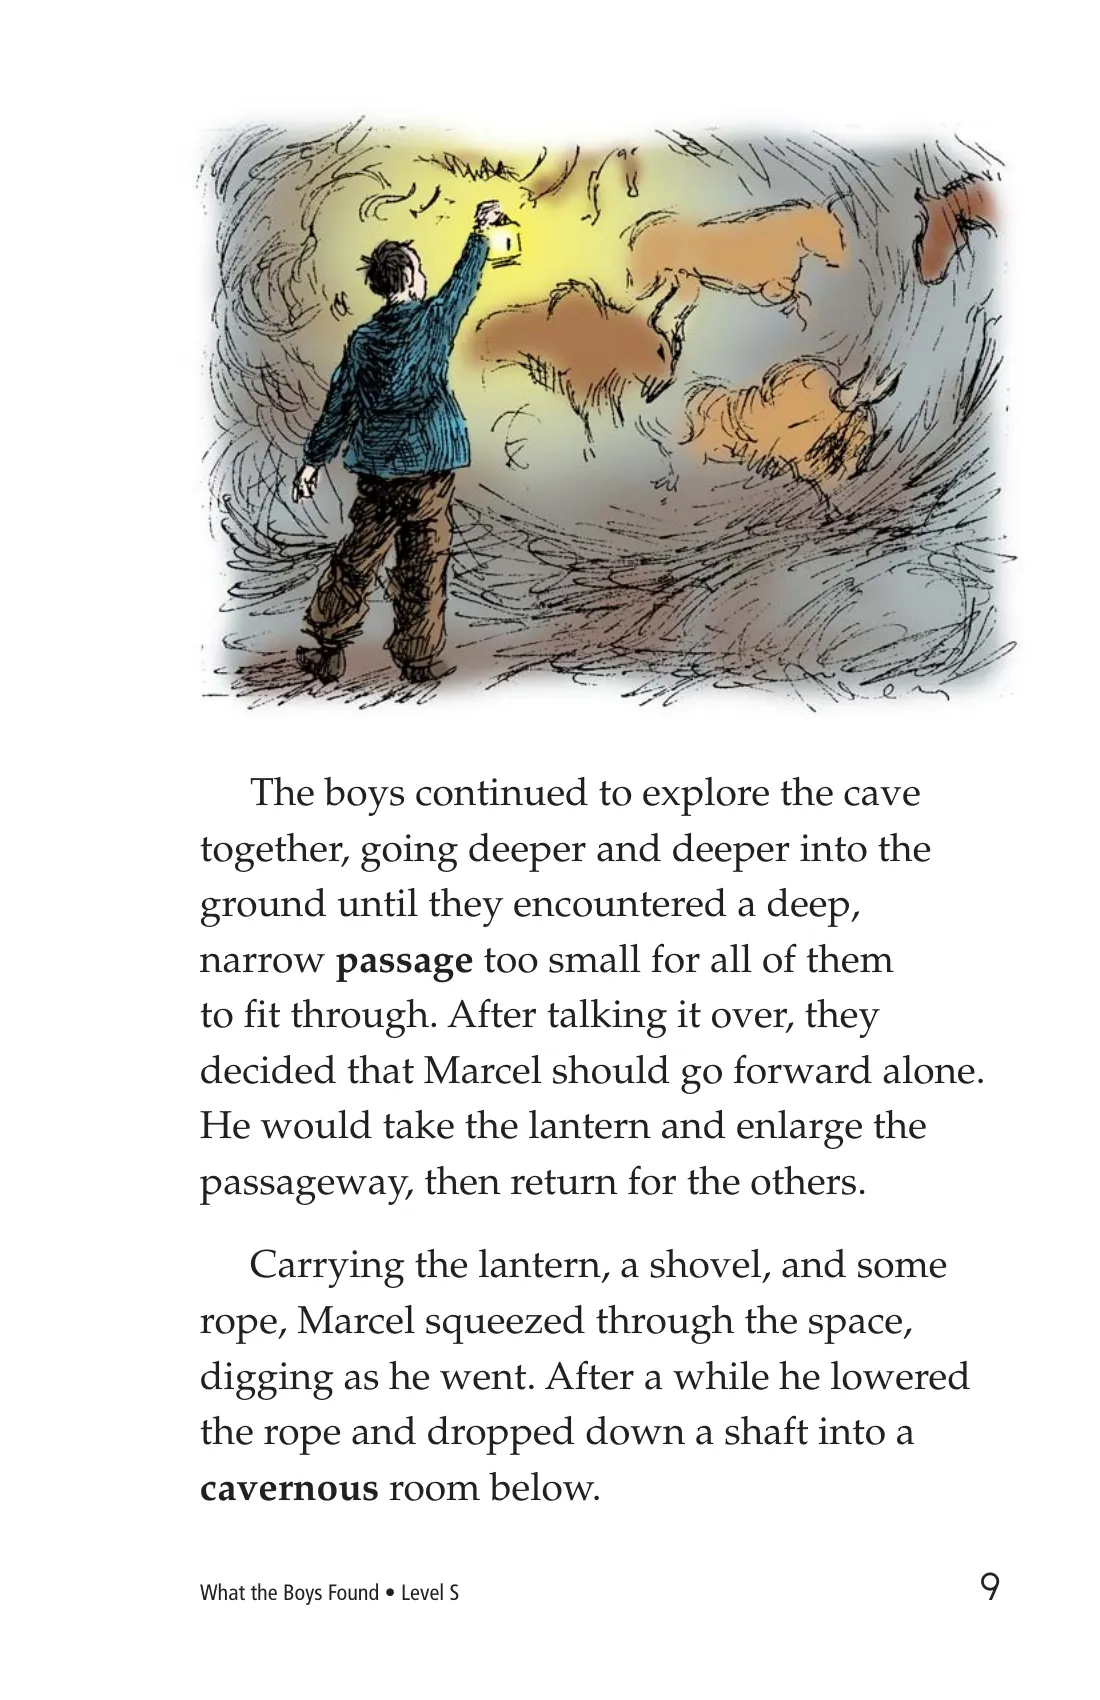 The boys continued to explore the cave
together, going deeper and deeper into the
ground until they encountered a deep,
narrow passage too small for all of them
to fit through. After talking it over, they
decided that Marcel should go forward alone.
He would take the lantern and enlarge the
passageway, then return for the others.
Carrying the lantern, a shovel, and some
rope, Marcel squeezed through the space,
digging as he went. After a while he lowered
the rope and dropped down a shaft into a
cavernous room below.
What the Boys Found • Level S
9